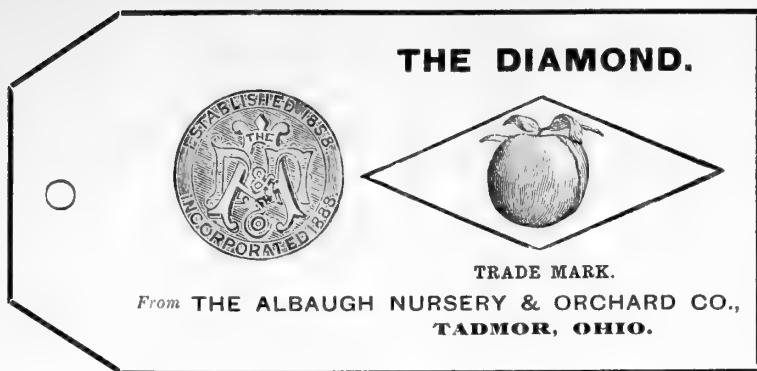 THE DIAMOND.
ESTABLISHED 1858.
THE
INCORPORATED 1888.
TRADE MARK.
From THE ALBAUGH NURSERY & ORCHARD CO.,
TADMOR, OHIO.